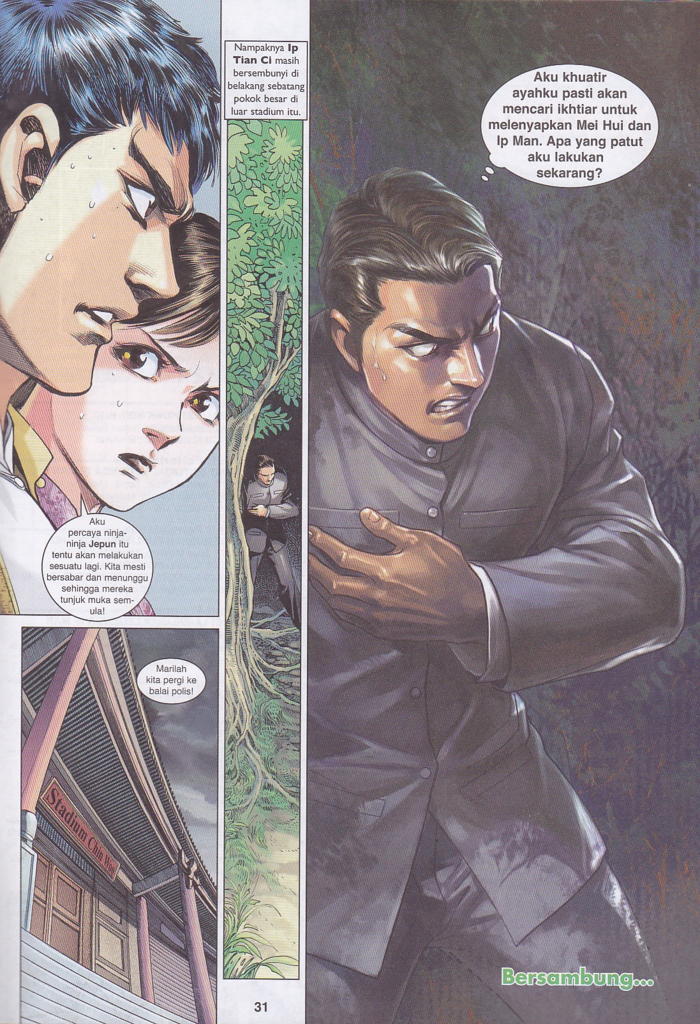 Aku
percaya ninja-
ninja Jepun itu
tentu akan melakukan
sesuatu lagi. Kita mesti
bersabar dan menunggu
sehingga mereka
tunjuk muka sem-
ula!
Marilah
kita pergi ke
balai polis!
Stadium Chin Woo
Nampaknya Ip
Tian Ci masih
bersembunyi di
belakang sebatang
pokok besar di
luar stadium itu.
Aku khuatir
ayahku pasti akan
mencari ikhtiar untuk
melenyapkan Mei Hui dan
Ip Man. Apa yang patut
aku lakukan
sekarang?
Bersambung...
31